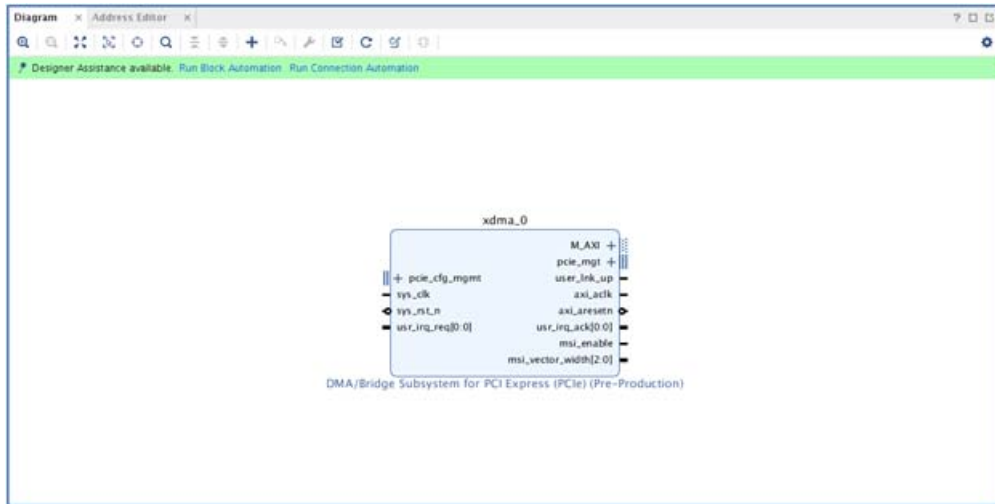 Diagram × Address Editor × ?
Designer Assistance available. Run Block Automation Run Connection Automation
xdma_0
M_AXI
pcie_mgt
pcie_cfg_mgmt user_lnk_up
sys_clk axi_aclk
sys_rst_n axi_aresetn
usr_irq_req[0:0] usr_irq_ack[0:0]
msi_enable
msi_vector_width[2:0]
DMA/Bridge Subsystem for PCI Express (PCIe) (Pre-Production)